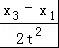 x₃ − x₁
2t²